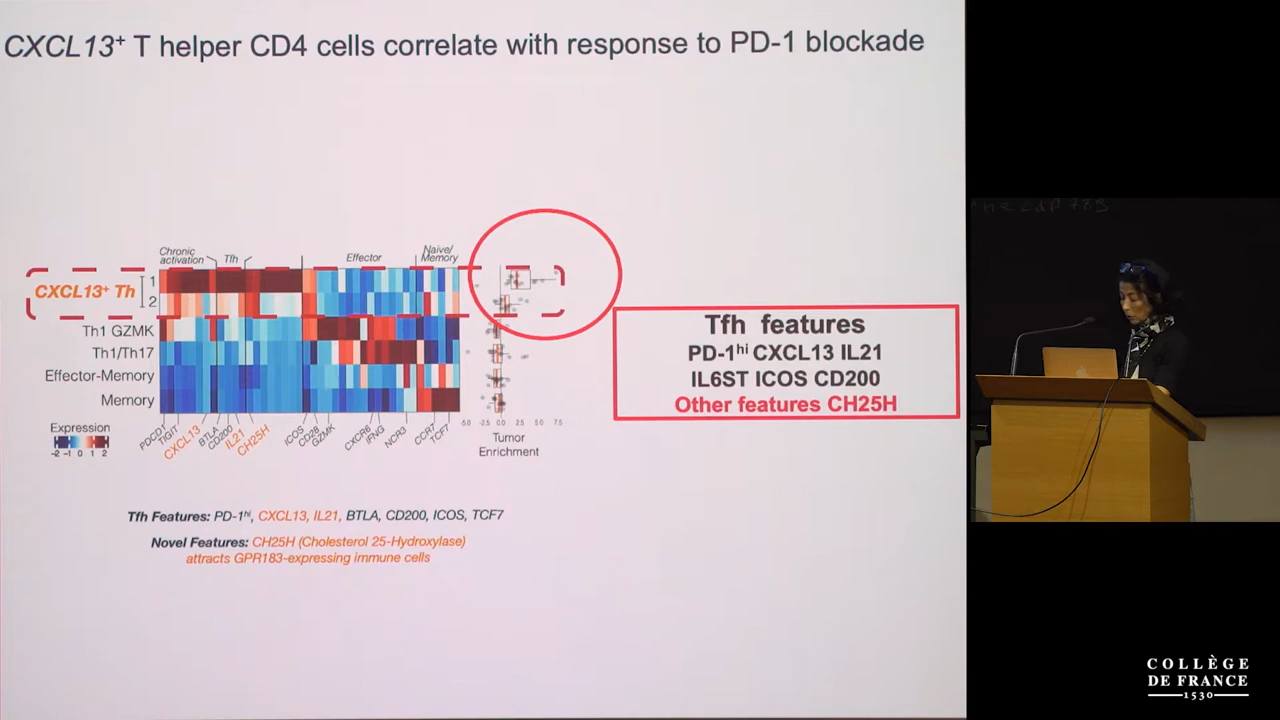 CXCL13⁺ T helper CD4 cells correlate with response to PD-1 blockade
Chronic activation
Tfh
Effector
Naïve/ Memory
CXCL13⁺ Th
1
2
Th1 GZMK
Th1/Th17
Effector-Memory
Memory
Expression
-2 -1 0 1 2
PDCD1
TIGIT
CXCL13
BTLA
CD200
IL21
CH25H
ICOS
CD28
GZMK
CXCR6
IFNG
NCR3
CCR7
TCF7
-2.5 0.0 2.5 5.0 7.5
Tumor
Enrichment
Tfh features
PD-1ʰⁱ CXCL13 IL21
IL6ST ICOS CD200
Other features CH25H
Tfh Features: PD-1ʰⁱ, CXCL13, IL21, BTLA, CD200, ICOS, TCF7
Novel Features: CH25H (Cholesterol 25-Hydroxylase)
attracts GPR183-expressing immune cells
COLLÈGE
DE FRANCE
1530